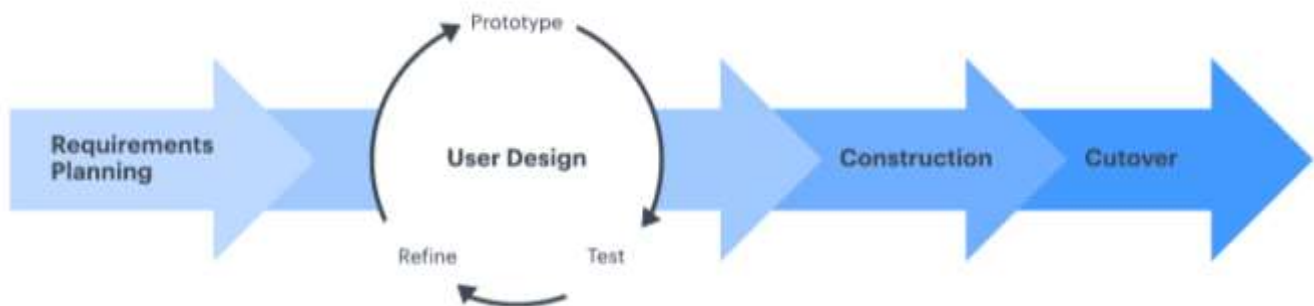 Prototype
Requirements
Planning
User Design
Construction
Cutover
Refine
Test